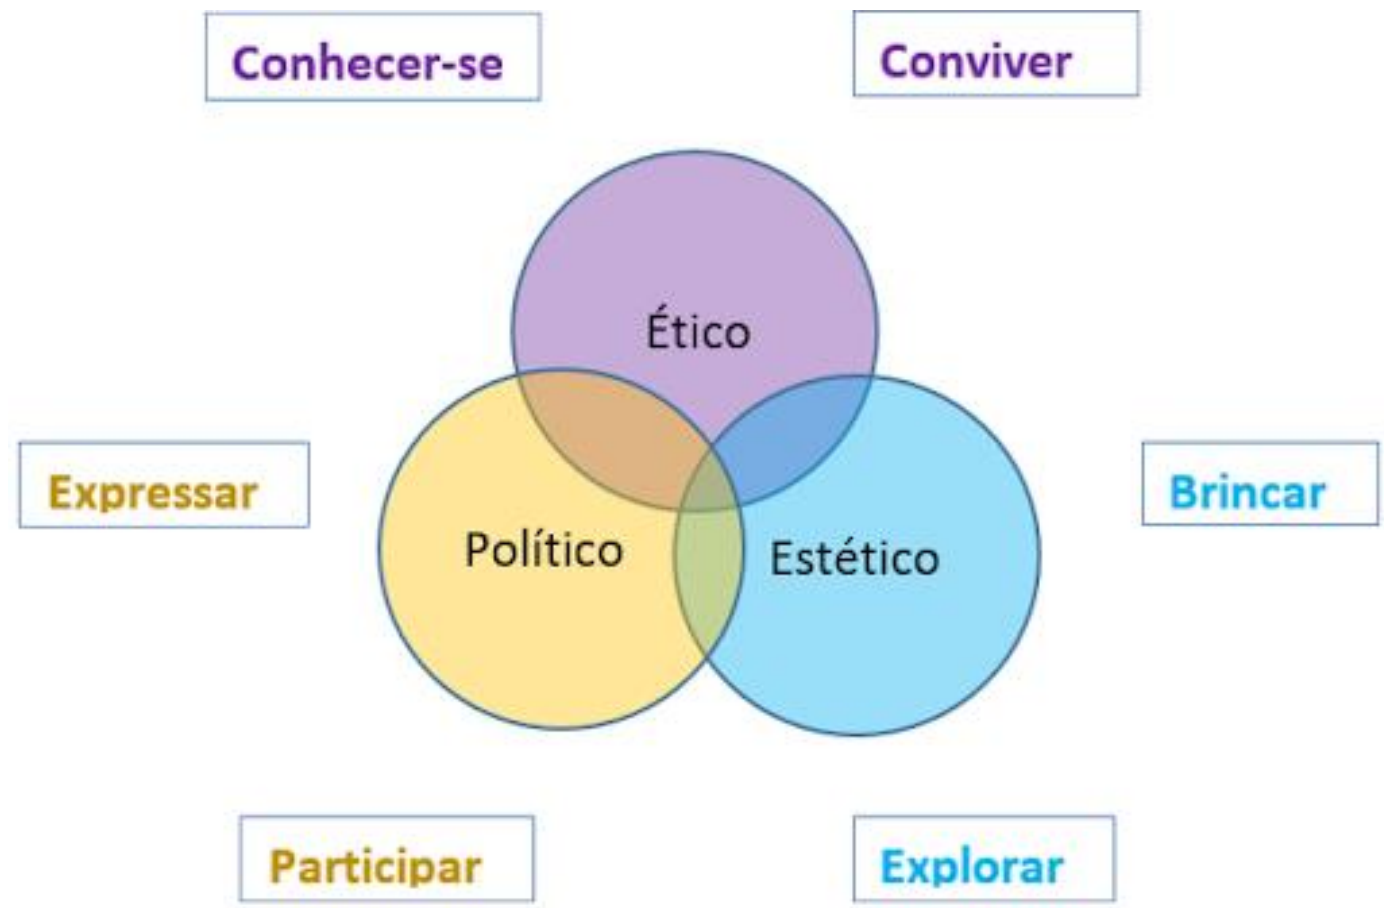 Conhecer-se
Conviver
Ético
Expressar
Brincar
Político
Estético
Participar
Explorar